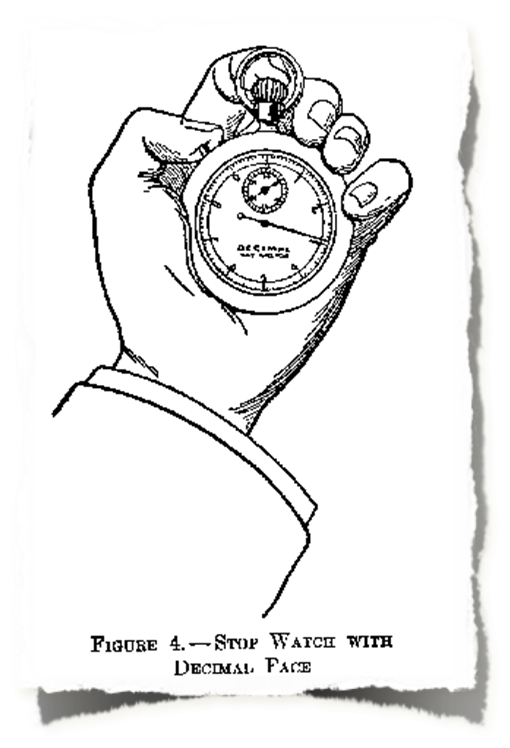 DECIMAL
FIGURE 4.—STOP WATCH WITH
DECIMAL FACE